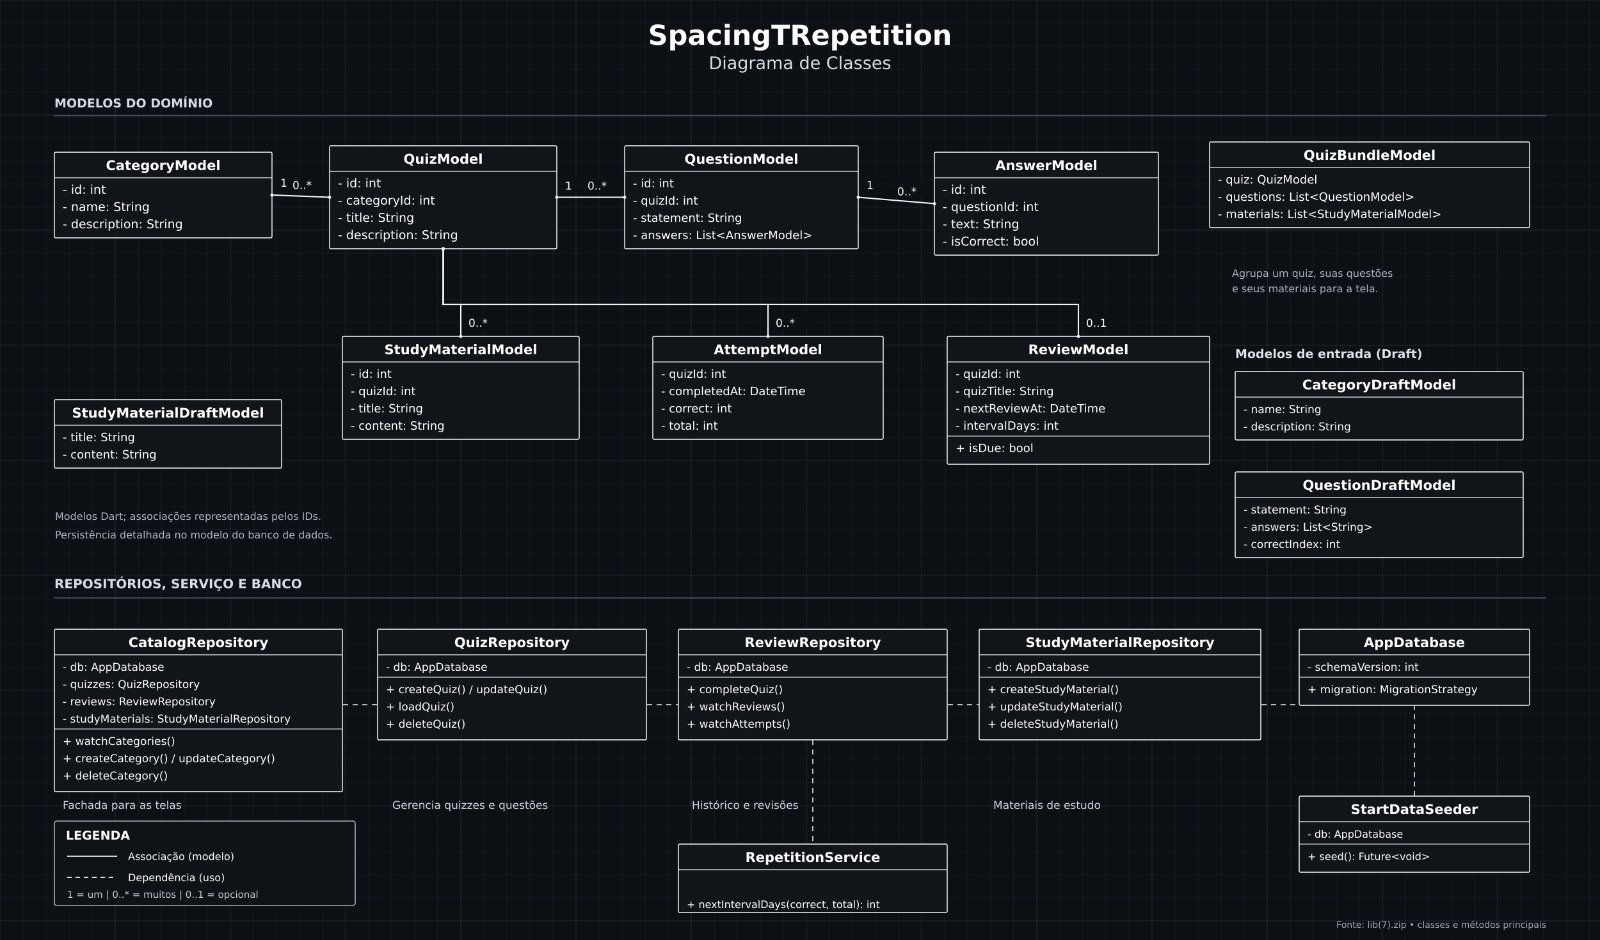 SpacingTRepetition
Diagrama de Classes
MODELOS DO DOMÍNIO
CategoryModel
- id: int
- name: String
- description: String
1 0..*
QuizModel
- id: int
- categoryId: int
- title: String
- description: String
1 0..*
QuestionModel
- id: int
- quizId: int
- statement: String
- answers: List<AnswerModel>
1 0..*
AnswerModel
- id: int
- questionId: int
- text: String
- isCorrect: bool
QuizBundleModel
- quiz: QuizModel
- questions: List<QuestionModel>
- materials: List<StudyMaterialModel>
Agrupa um quiz, suas questões
e seus materiais para a tela.
0..*
0..*
0..1
StudyMaterialModel
- id: int
- quizId: int
- title: String
- content: String
AttemptModel
- quizId: int
- completedAt: DateTime
- correct: int
- total: int
ReviewModel
- quizId: int
- quizTitle: String
- nextReviewAt: DateTime
- intervalDays: int
+ isDue: bool
Modelos de entrada (Draft)
CategoryDraftModel
- name: String
- description: String
StudyMaterialDraftModel
- title: String
- content: String
QuestionDraftModel
- statement: String
- answers: List<String>
- correctIndex: int
Modelos Dart; associações representadas pelos IDs.
Persistência detalhada no modelo do banco de dados.
REPOSITÓRIOS, SERVIÇO E BANCO
CatalogRepository
- db: AppDatabase
- quizzes: QuizRepository
- reviews: ReviewRepository
- studyMaterials: StudyMaterialRepository
+ watchCategories()
+ createCategory() / updateCategory()
+ deleteCategory()
Fachada para as telas
QuizRepository
- db: AppDatabase
+ createQuiz() / updateQuiz()
+ loadQuiz()
+ deleteQuiz()
Gerencia quizzes e questões
ReviewRepository
- db: AppDatabase
+ completeQuiz()
+ watchReviews()
+ watchAttempts()
Histórico e revisões
StudyMaterialRepository
- db: AppDatabase
+ createStudyMaterial()
+ updateStudyMaterial()
+ deleteStudyMaterial()
Materiais de estudo
AppDatabase
- schemaVersion: int
+ migration: MigrationStrategy
StartDataSeeder
- db: AppDatabase
+ seed(): Future<void>
RepetitionService
+ nextIntervalDays(correct, total): int
LEGENDA
Associação (modelo)
Dependência (uso)
1 = um | 0..* = muitos | 0..1 = opcional
Fonte: lib(7).zip • classes e métodos principais